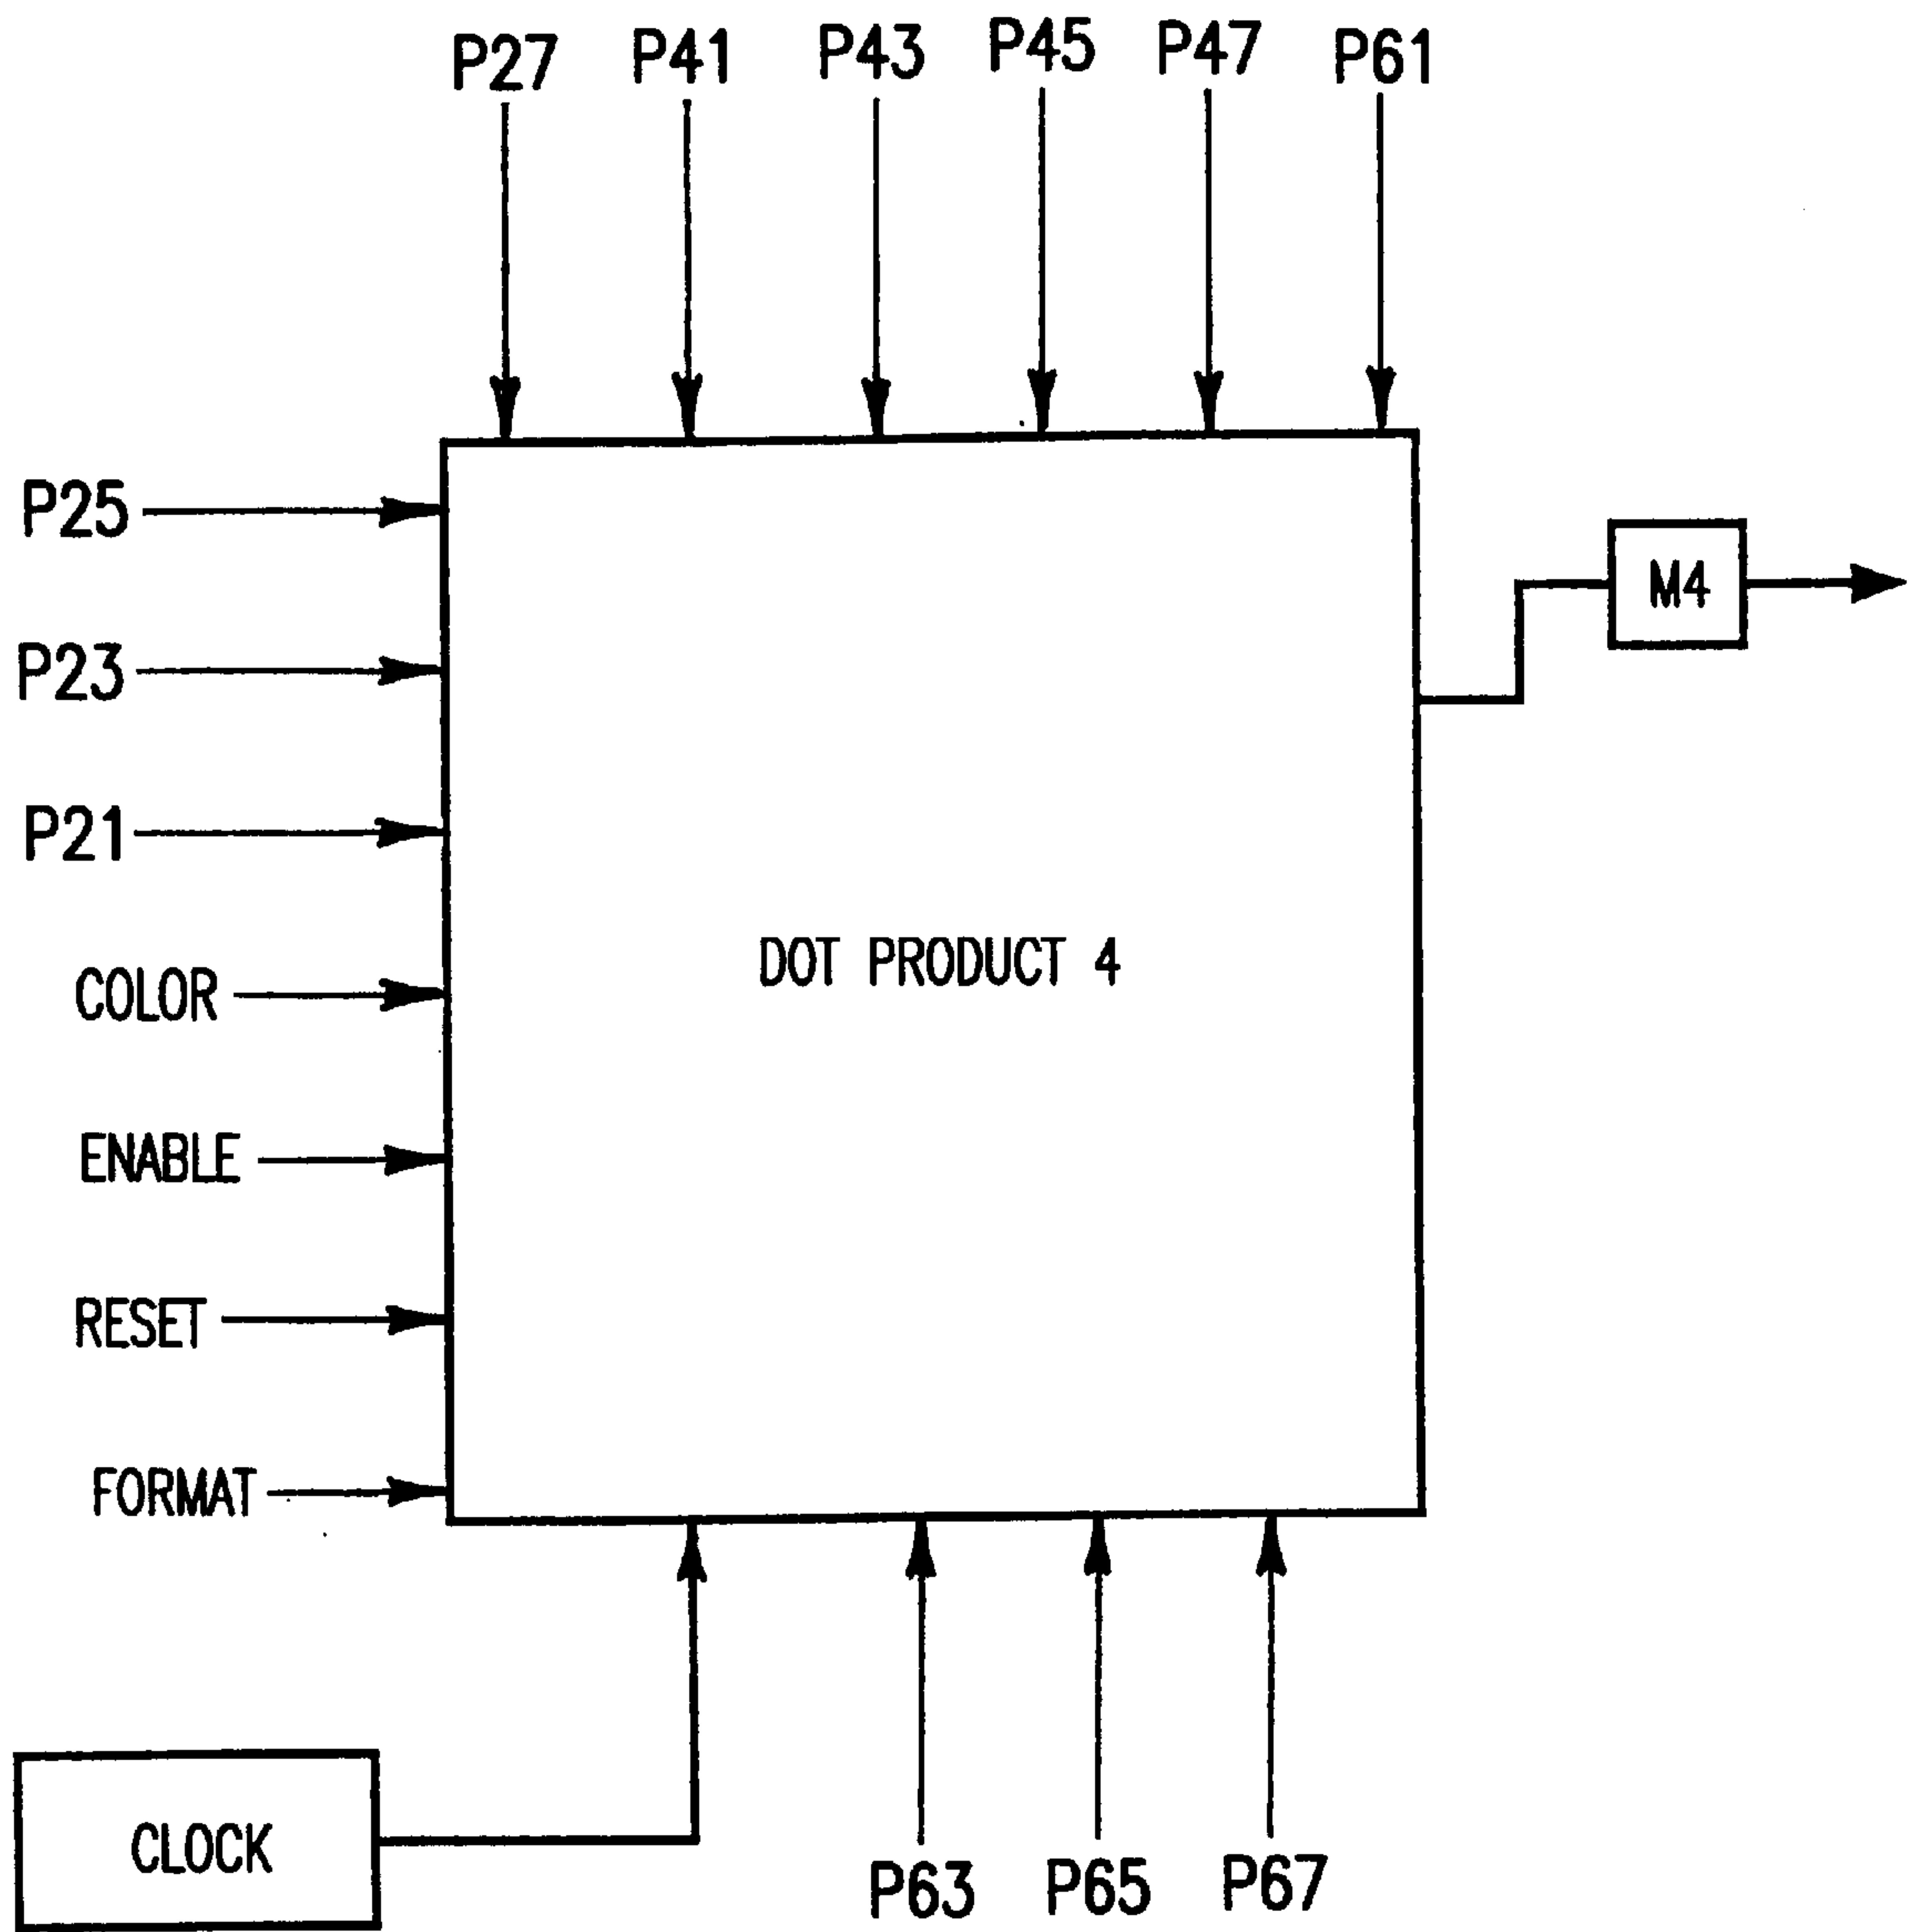 P27
P41
P43
P45
P47
P61
P25
M4
P23
P21
DOT PRODUCT 4
COLOR
ENABLE
RESET
FORMAT
CLOCK
P63
P65
P67